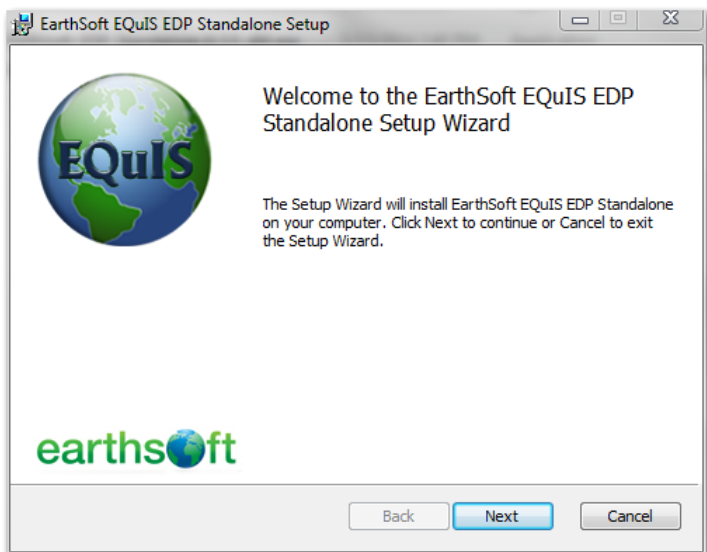 EarthSoft EQuIS EDP Standalone Setup
Welcome to the EarthSoft EQuIS EDP
Standalone Setup Wizard
EQuIS
The Setup Wizard will install EarthSoft EQuIS EDP Standalone
on your computer. Click Next to continue or Cancel to exit
the Setup Wizard.
earthsoft
Back Next Cancel